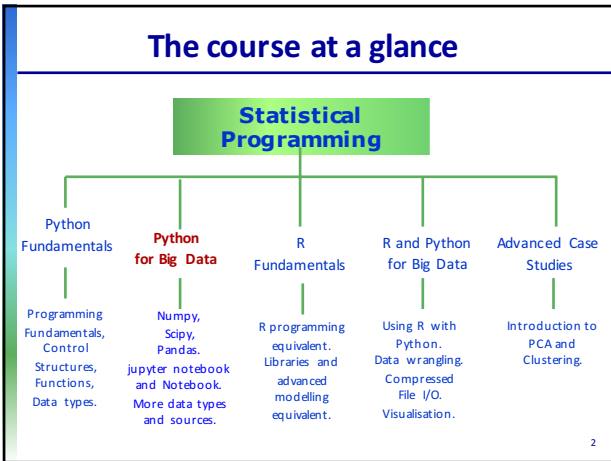 The course at a glance
Statistical
Programming
Python
Fundamentals
Python
for Big Data
R
Fundamentals
R and Python
for Big Data
Advanced Case
Studies
Programming
Fundamentals,
Control
Structures,
Functions,
Data types.
Numpy,
Scipy,
Pandas.
jupyter notebook
and Notebook.
More data types
and sources.
R programming
equivalent.
Libraries and
advanced
modelling
equivalent.
Using R with
Python.
Data wrangling.
Compressed
File I/O.
Visualisation.
Introduction to
PCA and
Clustering.
2